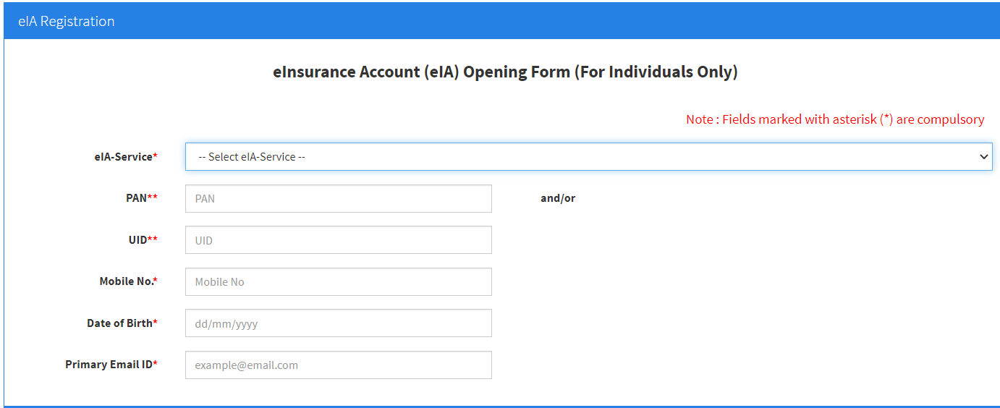 eIA Registration
eInsurance Account (eIA) Opening Form (For Individuals Only)
Note : Fields marked with asterisk (*) are compulsory
eIA-Service* -- Select eIA-Service --
PAN** PAN and/or
UID** UID
Mobile No.* Mobile No
Date of Birth* dd/mm/yyyy
Primary Email ID* example@email.com